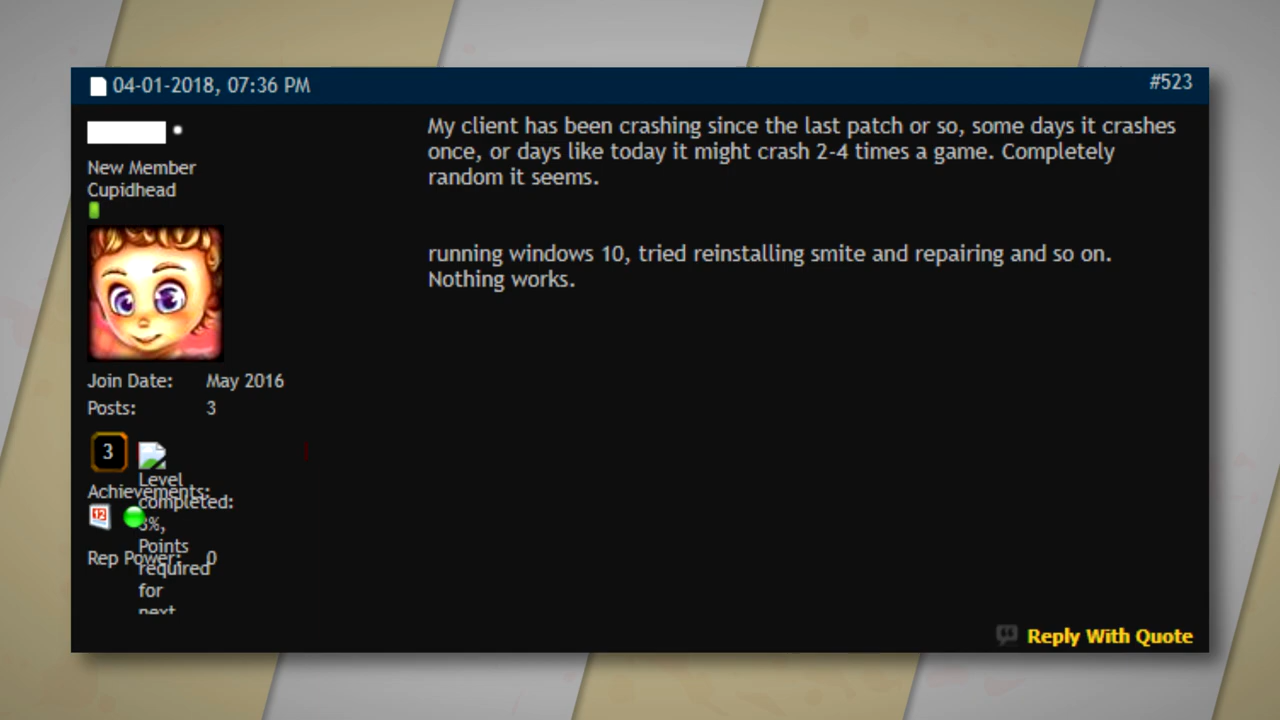 04-01-2018, 07:36 PM
#523
New Member
Cupidhead
Join Date: May 2016
Posts: 3
3
Level
Achievements:
completed:
12
3%,
Points
Rep Power: 0
required
for
next
My client has been crashing since the last patch or so, some days it crashes
once, or days like today it might crash 2-4 times a game. Completely
random it seems.
running windows 10, tried reinstalling smite and repairing and so on.
Nothing works.
Reply With Quote